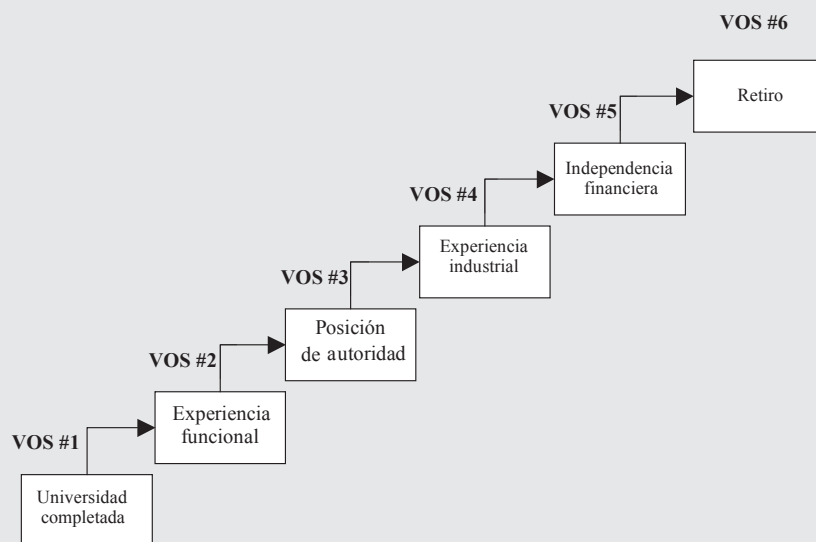 VOS #6
Retiro
VOS #5
Independencia
financiera
VOS #4
Experiencia
industrial
VOS #3
Posición
de autoridad
VOS #2
Experiencia
funcional
VOS #1
Universidad
completada